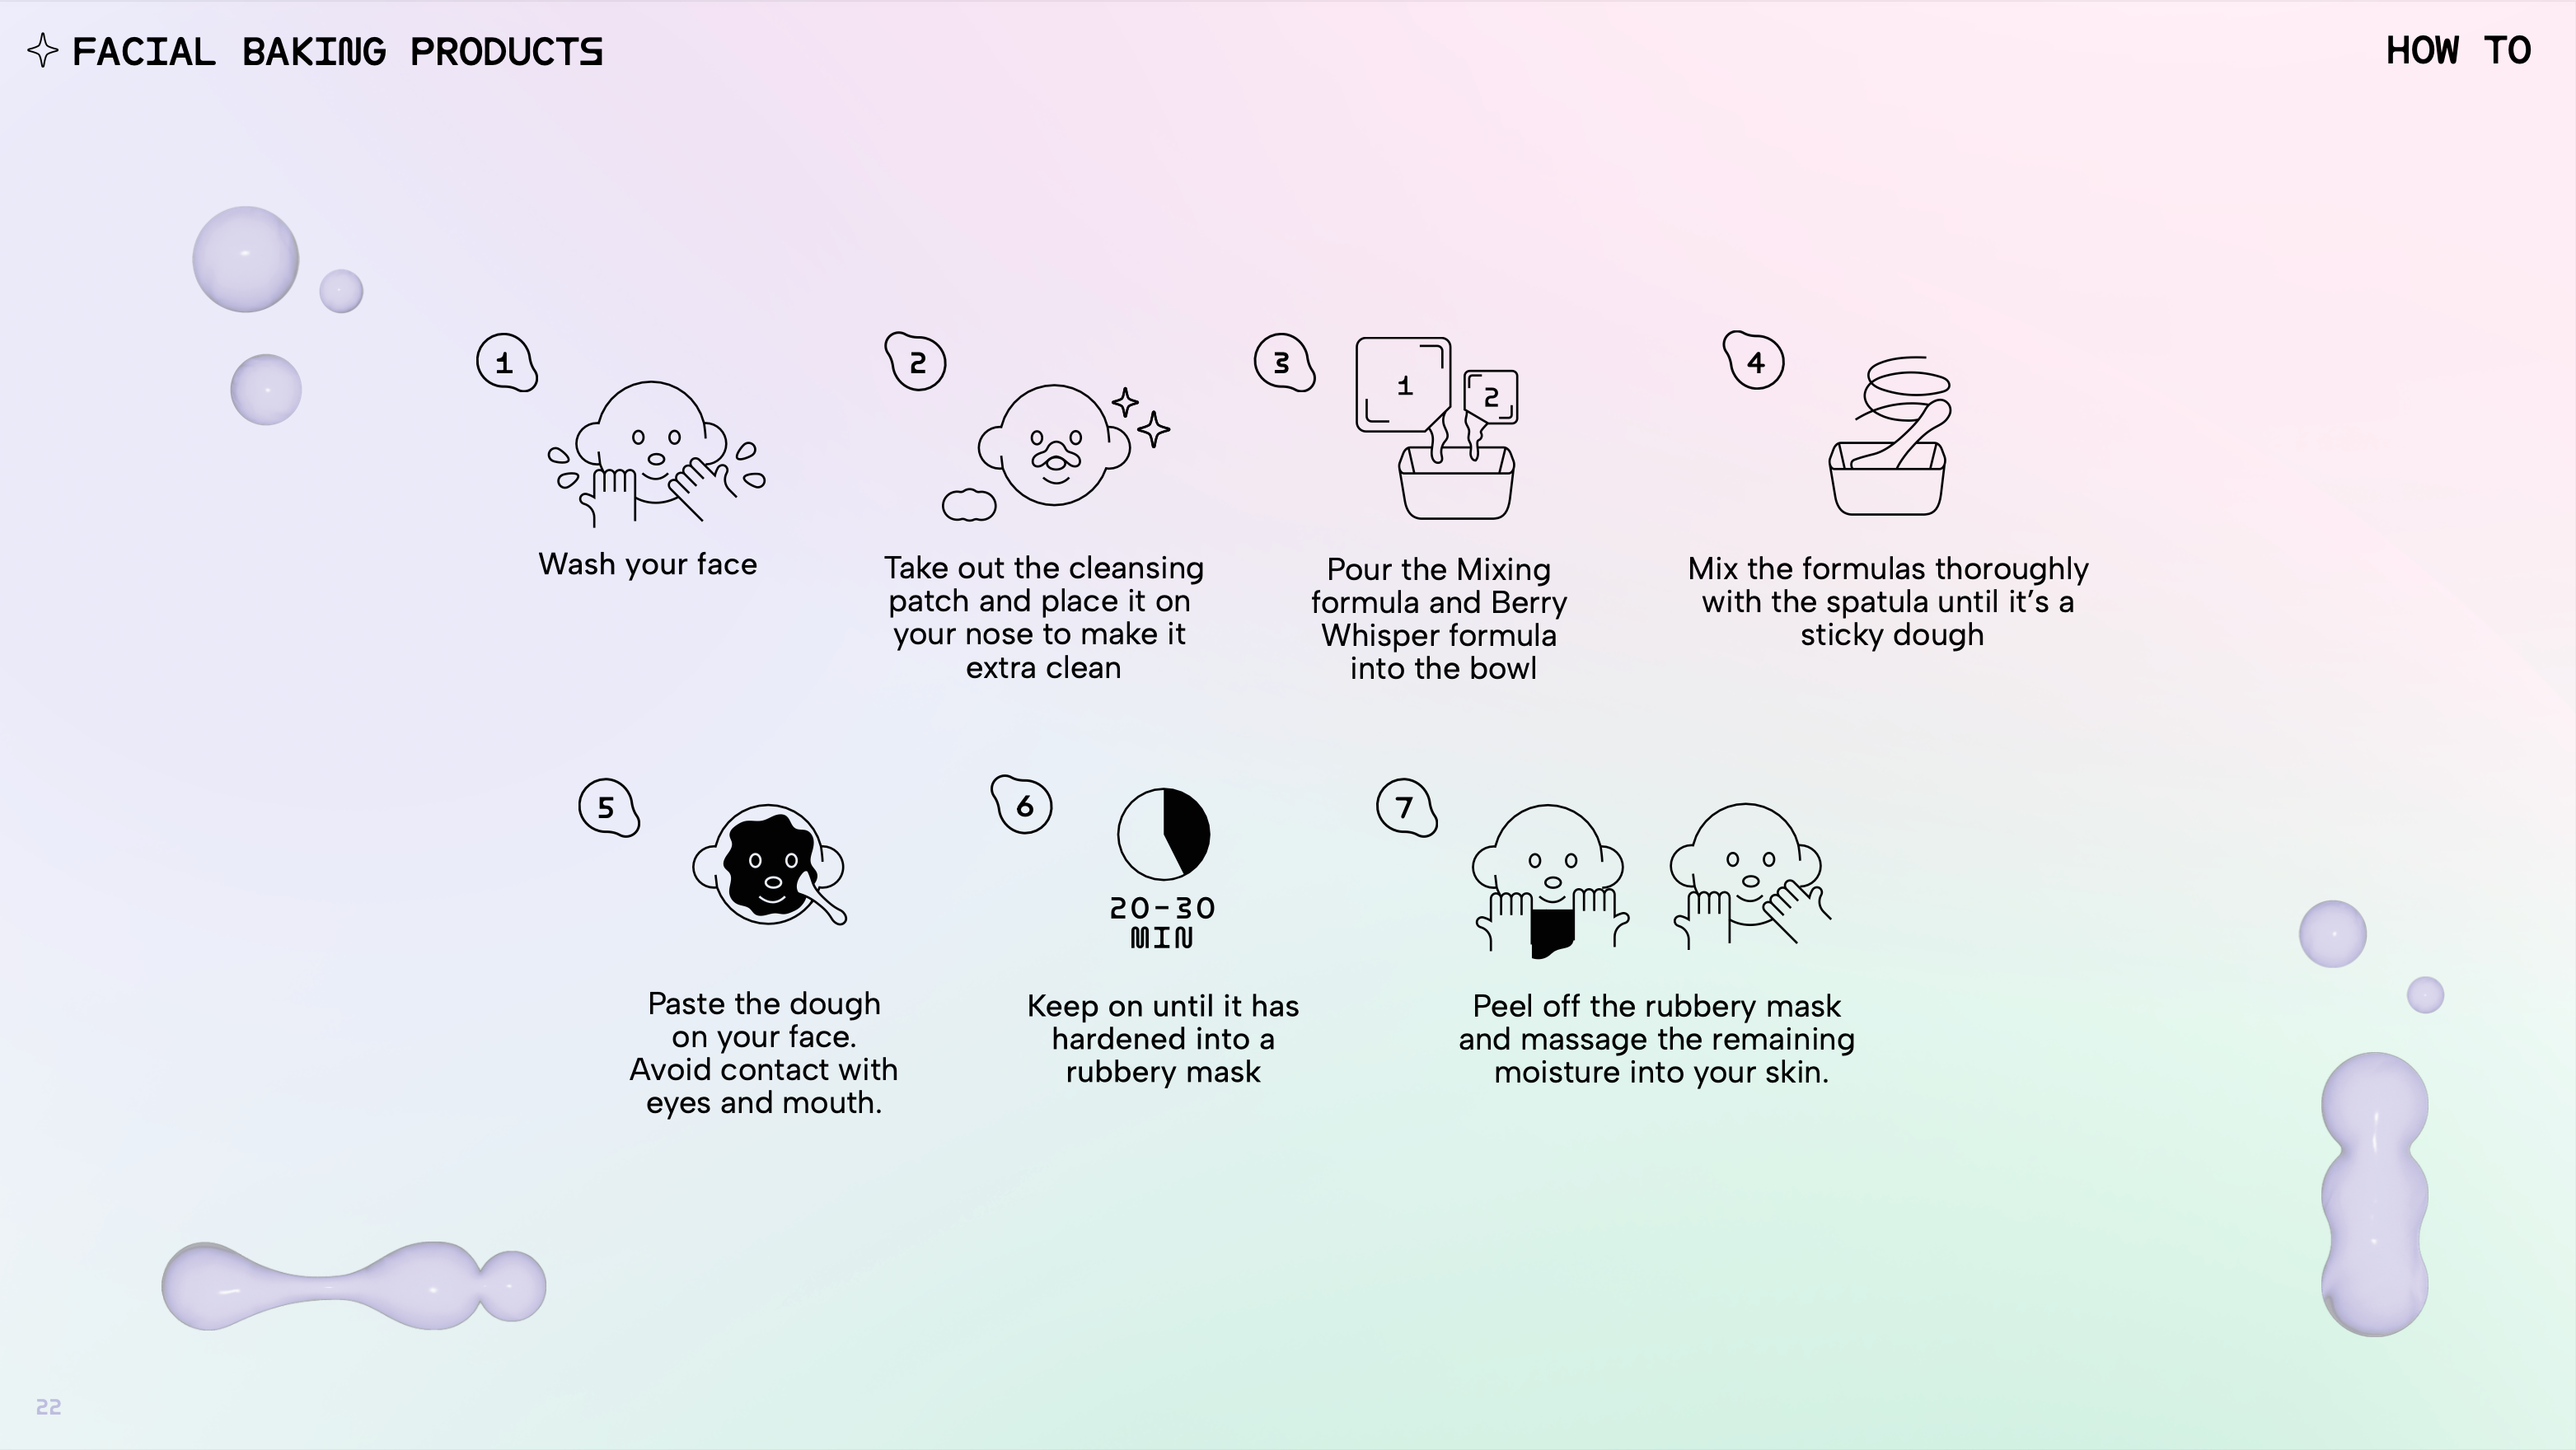 FACIAL BAKING PRODUCTS
HOW TO
1
Wash your face
2
Take out the cleansing
patch and place it on
your nose to make it
extra clean
3
1
2
Pour the Mixing
formula and Berry
Whisper formula
into the bowl
4
Mix the formulas thoroughly
with the spatula until it’s a
sticky dough
5
Paste the dough
on your face.
Avoid contact with
eyes and mouth.
6
20-30
MIN
Keep on until it has
hardened into a
rubbery mask
7
Peel off the rubbery mask
and massage the remaining
moisture into your skin.
22